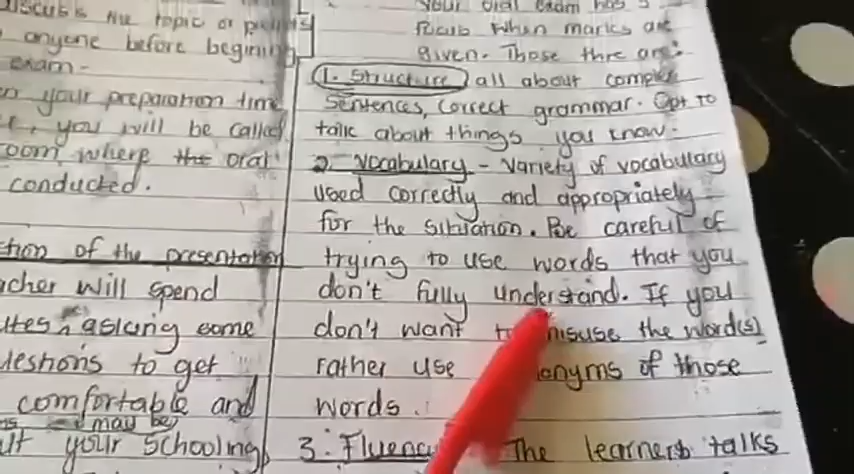 discuss the topic or points
anyone before begining
exam.
your preparation time
you will be called
room, where the oral
conducted.
of the presentation
will spend
asking some
to get
comfortable and
may be
your schooling
Your oral exam has 3
focus when marks are
given. Those thre are:
1. Structure all about complex
sentences, correct grammar. Opt to
talk about things you know.
2. Vocabulary - Variety of vocabulary
used correctly and appropriately
for the situation. Be careful of
trying to use words that you
don't fully understand. If you
don't want misuse the word(s)
rather use of those
words.
3. Fluency The learners talks